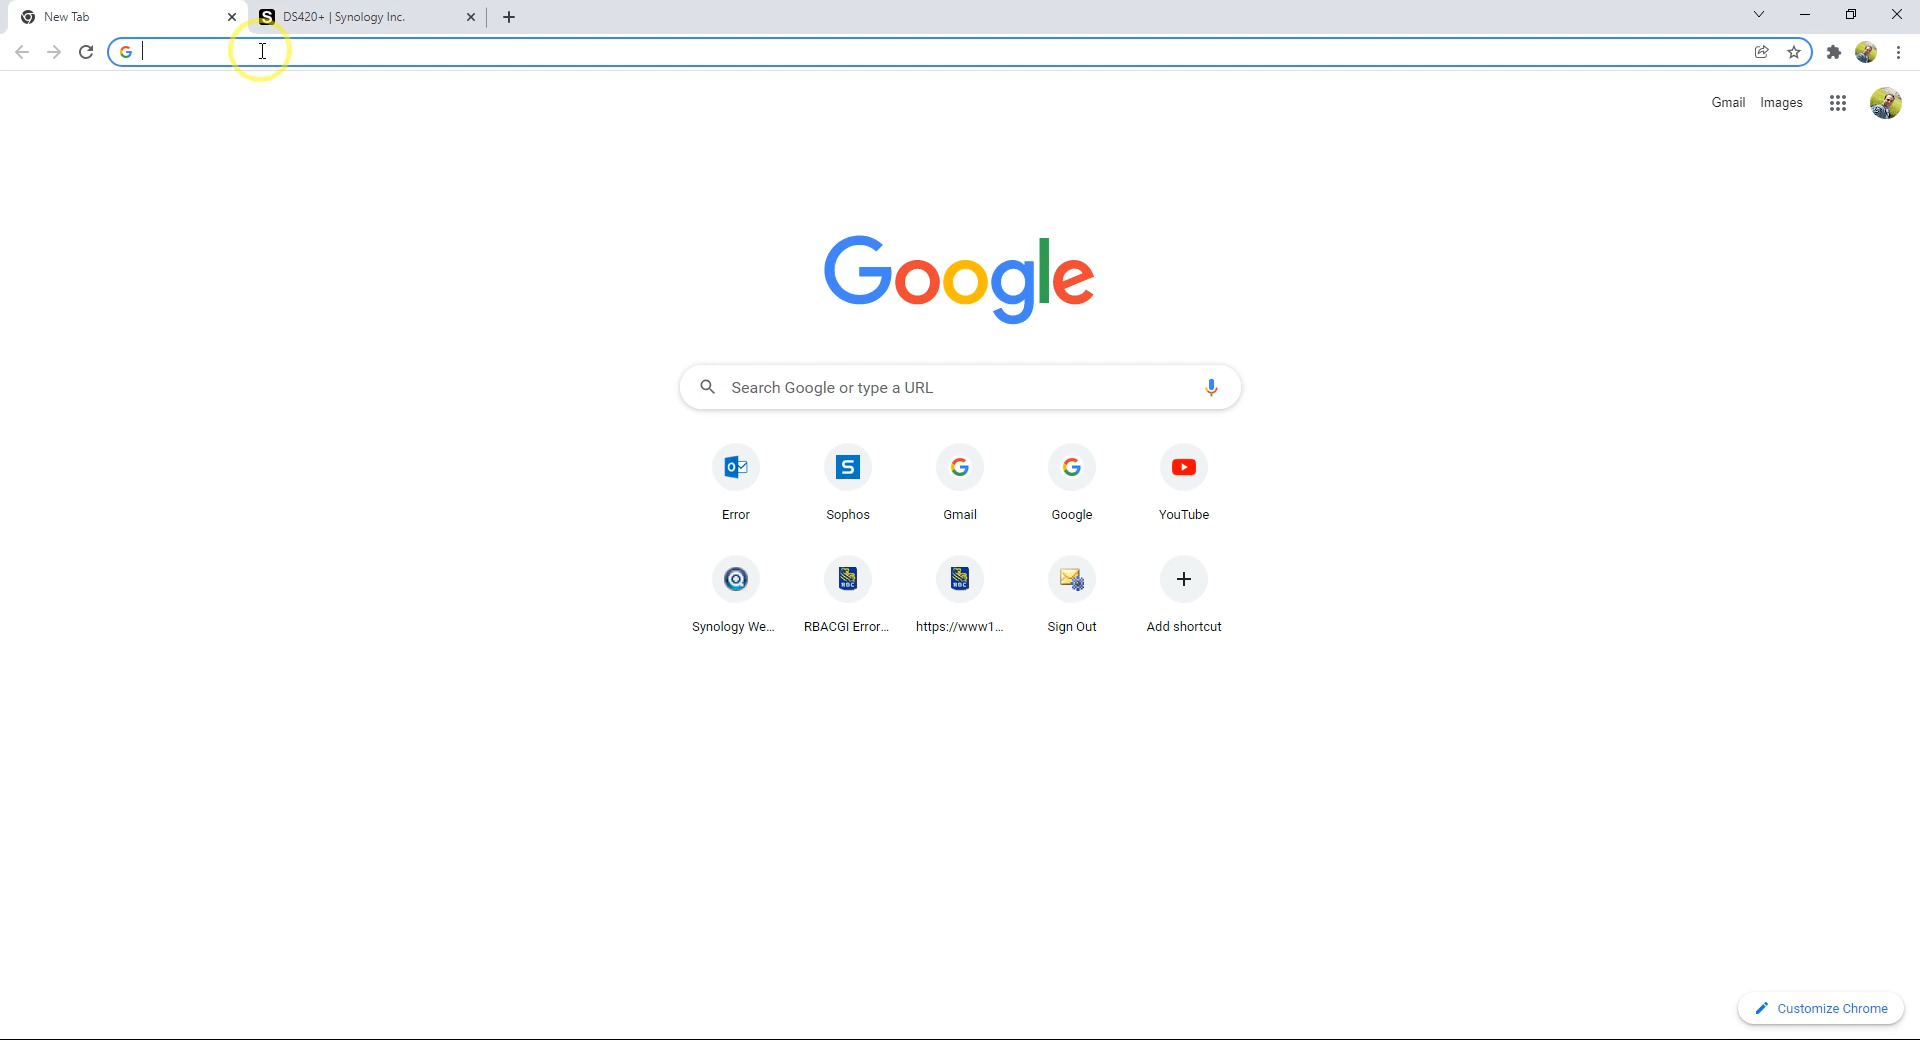 New Tab
DS420+ | Synology Inc.
Gmail Images
Google
Search Google or type a URL
Error
Sophos
Gmail
Google
YouTube
Synology We...
RBACGI Error...
https://www1...
Sign Out
Add shortcut
Customize Chrome